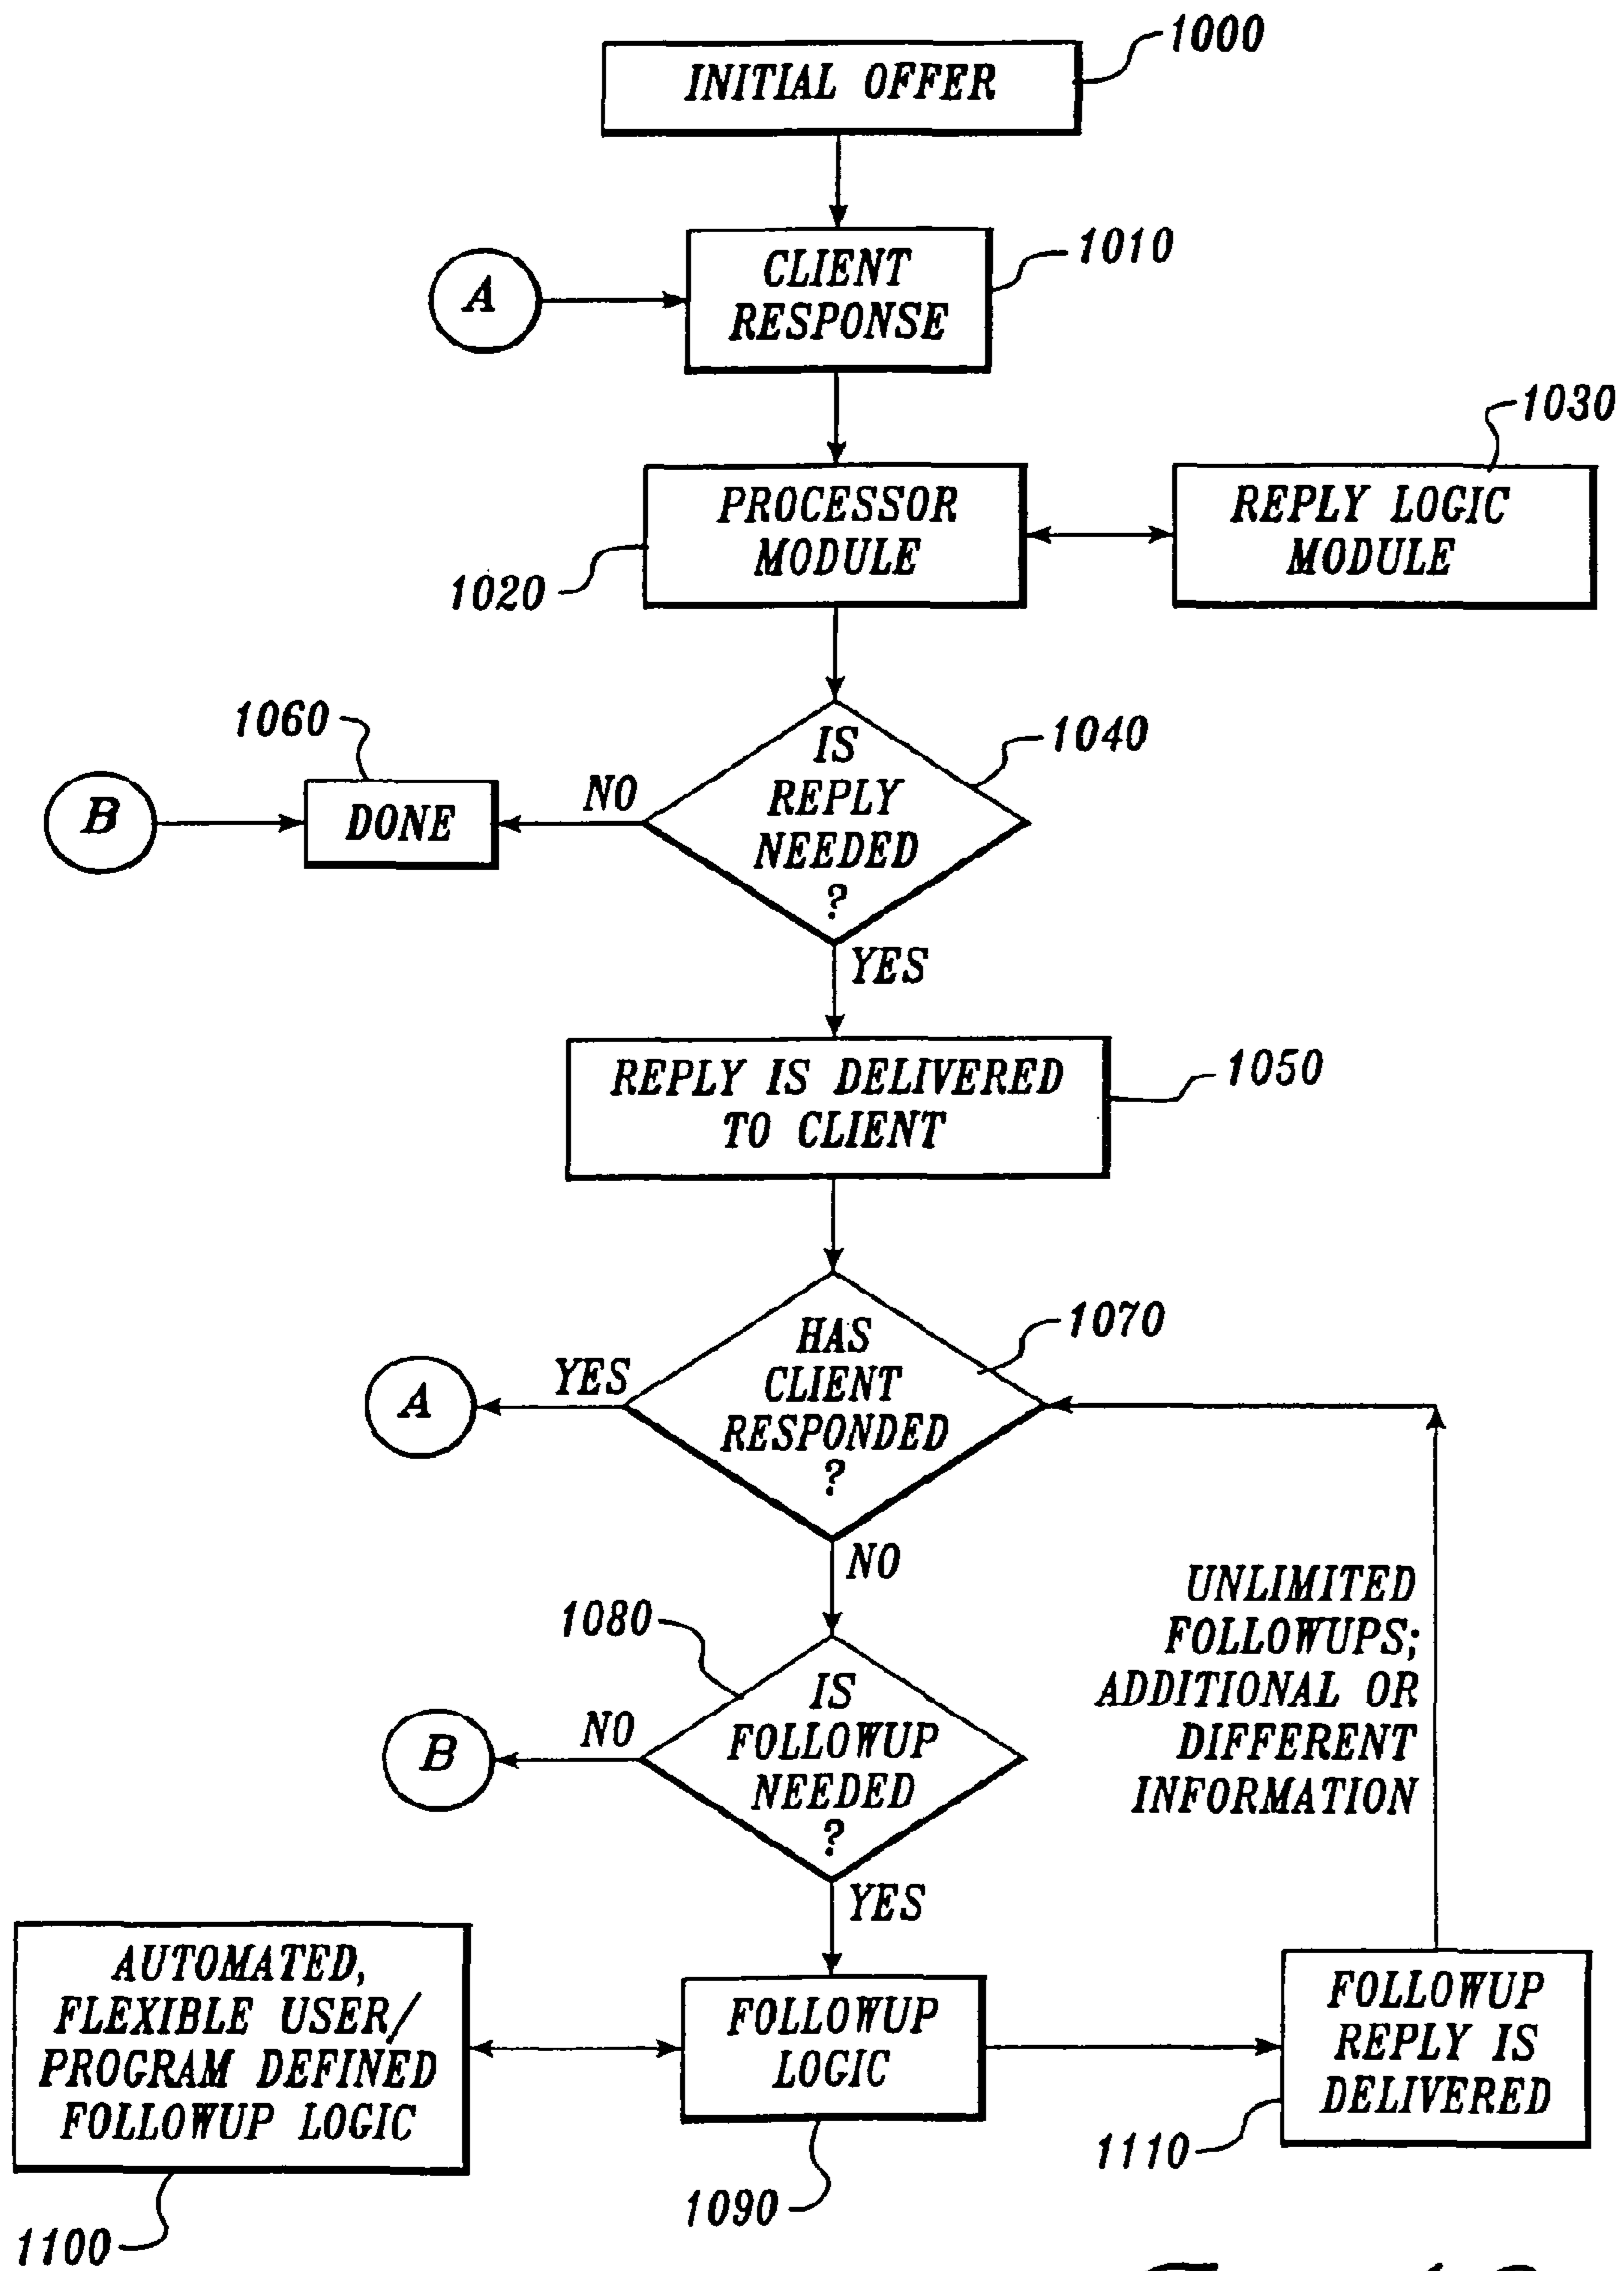 1000
INITIAL OFFER
1010
CLIENT
RESPONSE
A
1030
PROCESSOR
MODULE
REPLY LOGIC
MODULE
1020
1060
1040
IS
REPLY
NEEDED
?
NO
B
DONE
YES
1050
REPLY IS DELIVERED
TO CLIENT
1070
HAS
CLIENT
RESPONDED
?
YES
A
NO
UNLIMITED
FOLLOWUPS;
ADDITIONAL OR
DIFFERENT
INFORMATION
1080
IS
FOLLOWUP
NEEDED
?
NO
B
YES
AUTOMATED,
FLEXIBLE USER/
PROGRAM DEFINED
FOLLOWUP LOGIC
FOLLOWUP
LOGIC
FOLLOWUP
REPLY IS
DELIVERED
1110
1090
1100